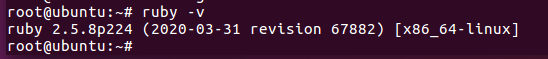 root@ubuntu:~# ruby -v
ruby 2.5.8p224 (2020-03-31 revision 67882) [x86_64-linux]
root@ubuntu:~#